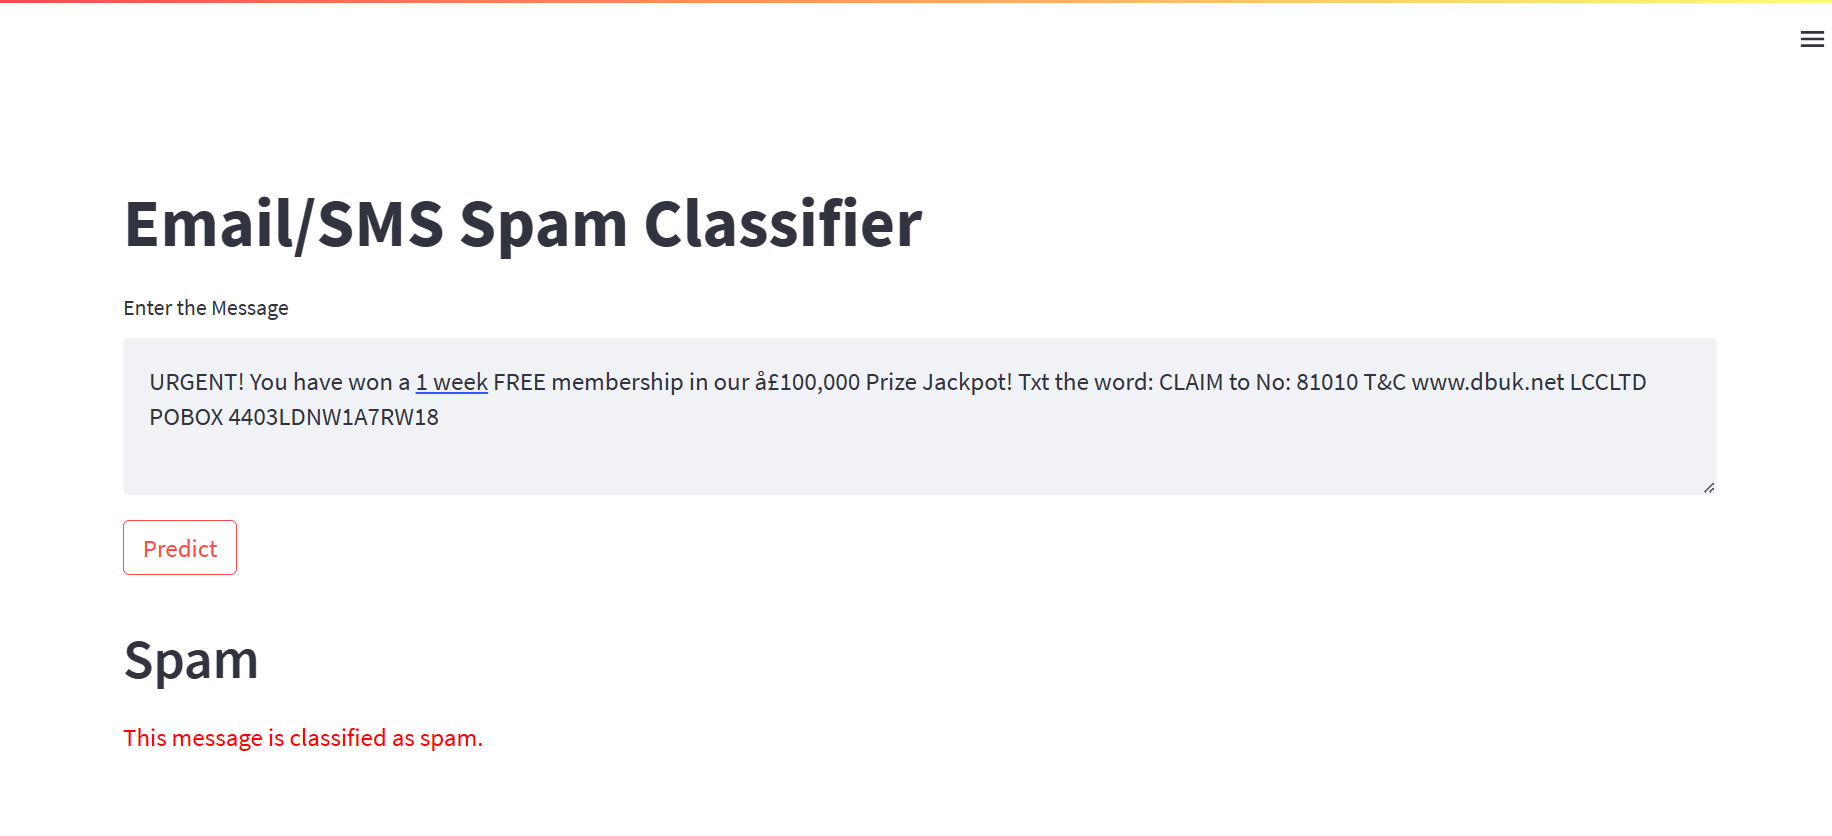 Email/SMS Spam Classifier
Enter the Message
URGENT! You have won a 1 week FREE membership in our å£100,000 Prize Jackpot! Txt the word: CLAIM to No: 81010 T&C www.dbuk.net LCCLTD
POBOX 4403LDNW1A7RW18
Predict
Spam
This message is classified as spam.